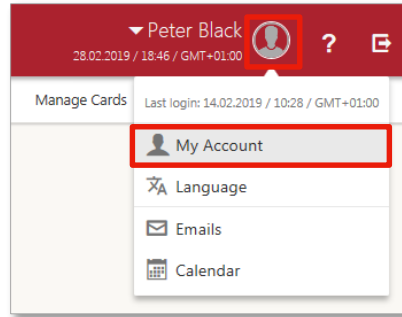 Peter Black
28.02.2019 / 18:46 / GMT+01:00
?
Manage Cards
Last login: 14.02.2019 / 10:28 / GMT+01:00
My Account
Language
Emails
Calendar